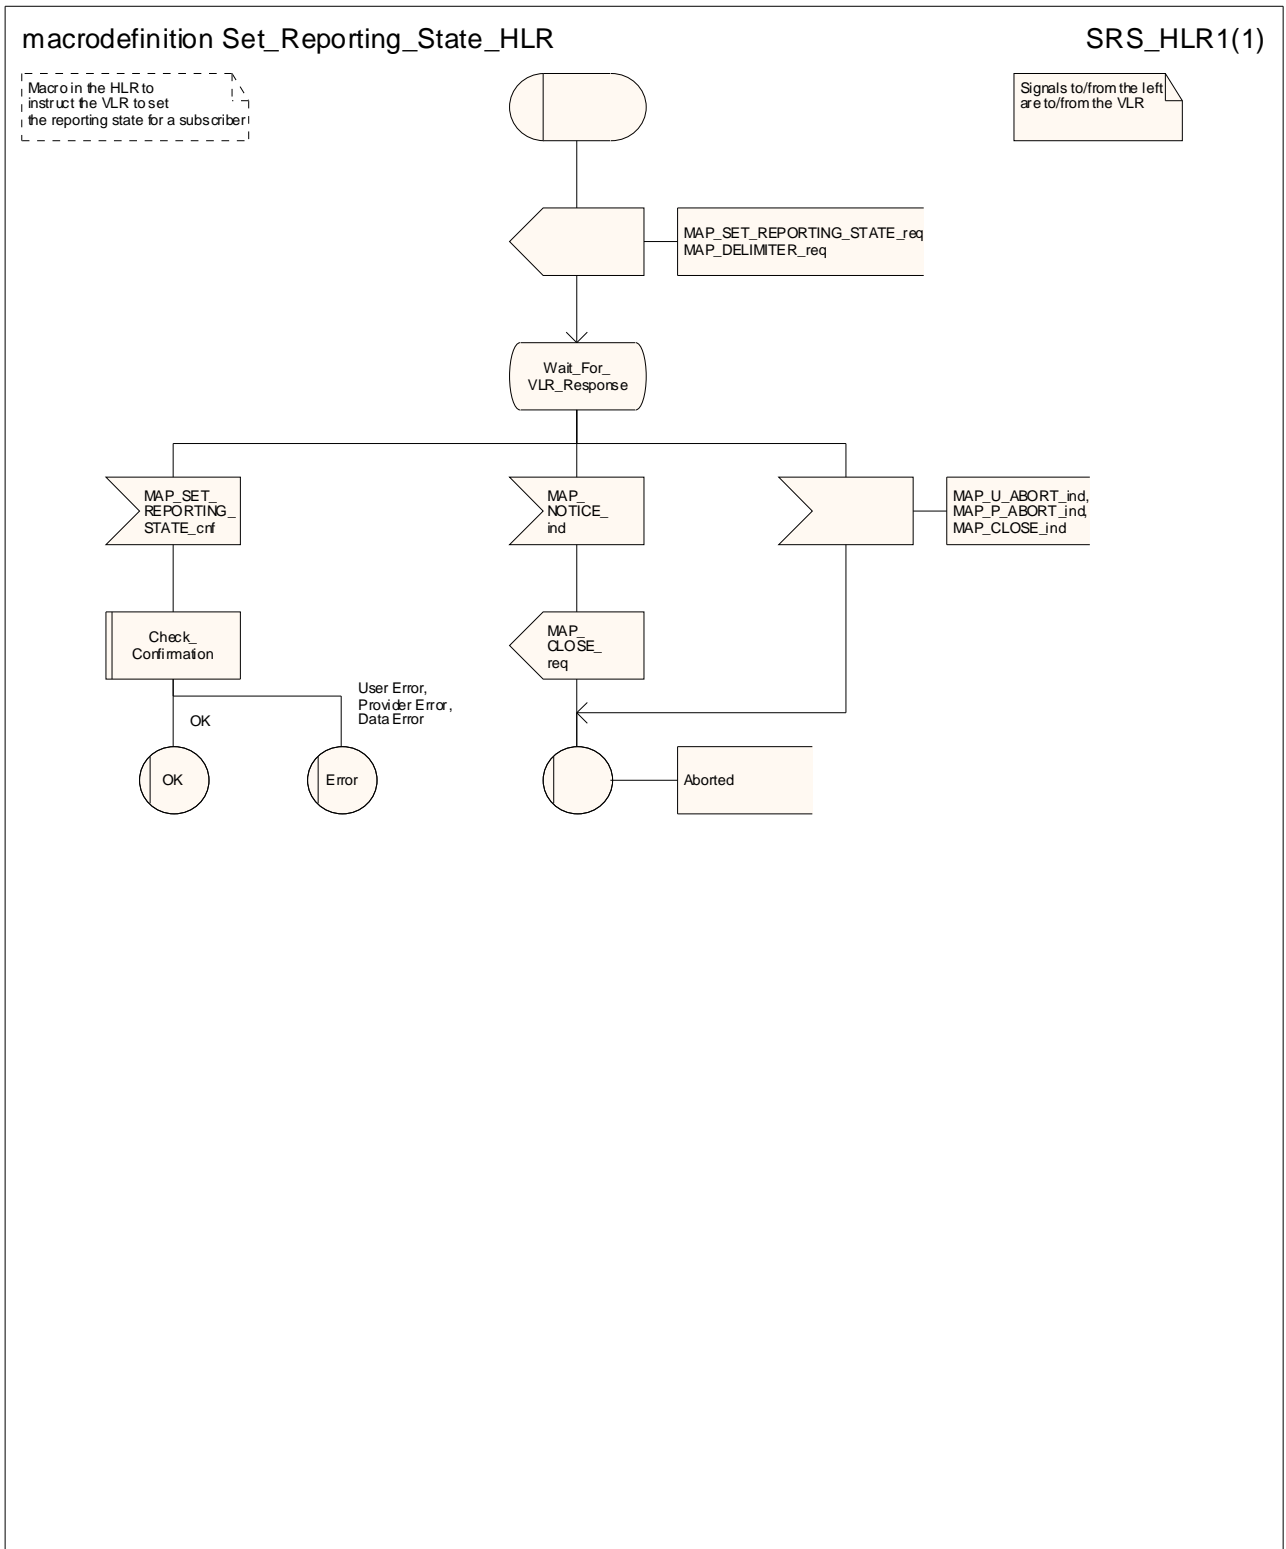 macrodefinition Set_Reporting_State_HLR
SRS_HLR1(1)
Macro in the HLR to
instruct the VLR to set
the reporting state for a subscriber
Signals to/from the left
are to/from the VLR
MAP_SET_REPORTING_STATE_req
MAP_DELIMITER_req
Wait_For_
VLR_Response
MAP_SET_
REPORTING_
STATE_cnf
MAP_
NOTICE_
ind
MAP_U_ABORT_ind,
MAP_P_ABORT_ind,
MAP_CLOSE_ind
Check_
Confirmation
MAP_
CLOSE_
req
User Error,
Provider Error,
Data Error
OK
OK
Error
Aborted